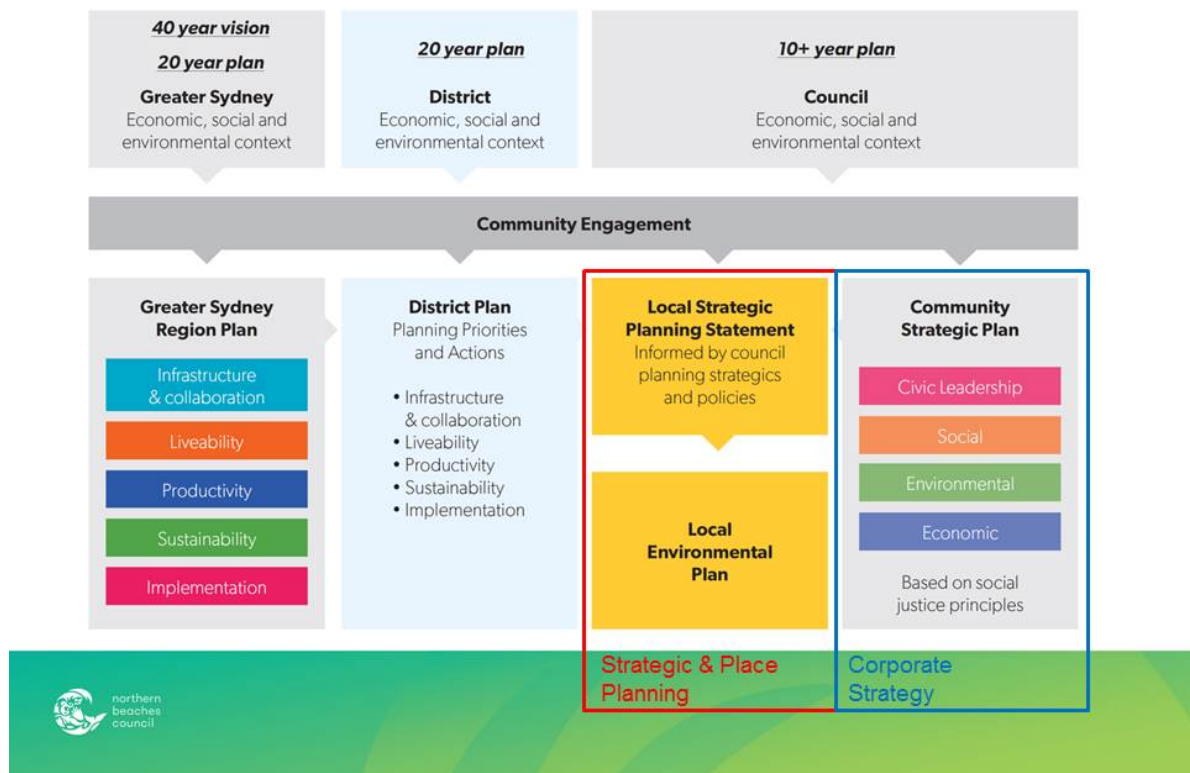 40 year vision
20 year plan
Greater Sydney
Economic, social and
environmental context
20 year plan
District
Economic, social and
environmental context
10+ year plan
Council
Economic, social and
environmental context
Community Engagement
Greater Sydney
Region Plan
Infrastructure
& collaboration
Liveability
Productivity
Sustainability
Implementation
District Plan
Planning Priorities
and Actions
• Infrastructure
& collaboration
• Liveability
• Productivity
• Sustainability
• Implementation
Local Strategic
Planning Statement
Informed by council
planning strategics
and policies
Local
Environmental
Plan
Community
Strategic Plan
Civic Leadership
Social
Environmental
Economic
Based on social
justice principles
Strategic & Place
Planning
Corporate
Strategy
northern
beaches
council